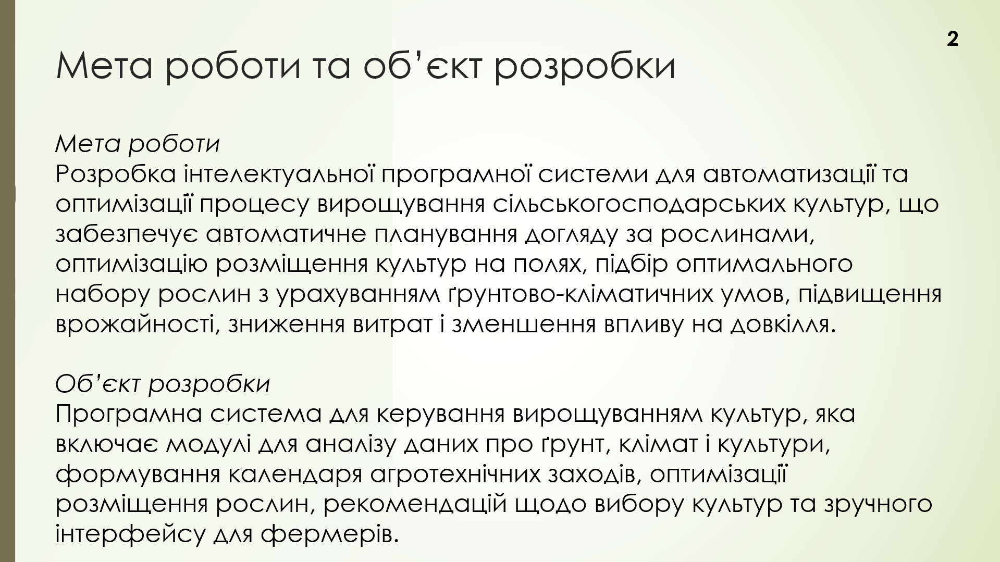 2
Мета роботи та об’єкт розробки
Мета роботи
Розробка інтелектуальної програмної системи для автоматизації та
оптимізації процесу вирощування сільськогосподарських культур, що
забезпечує автоматичне планування догляду за рослинами,
оптимізацію розміщення культур на полях, підбір оптимального
набору рослин з урахуванням ґрунтово-кліматичних умов, підвищення
врожайності, зниження витрат і зменшення впливу на довкілля.
Об’єкт розробки
Програмна система для керування вирощуванням культур, яка
включає модулі для аналізу даних про ґрунт, клімат і культури,
формування календаря агротехнічних заходів, оптимізації
розміщення рослин, рекомендацій щодо вибору культур та зручного
інтерфейсу для фермерів.